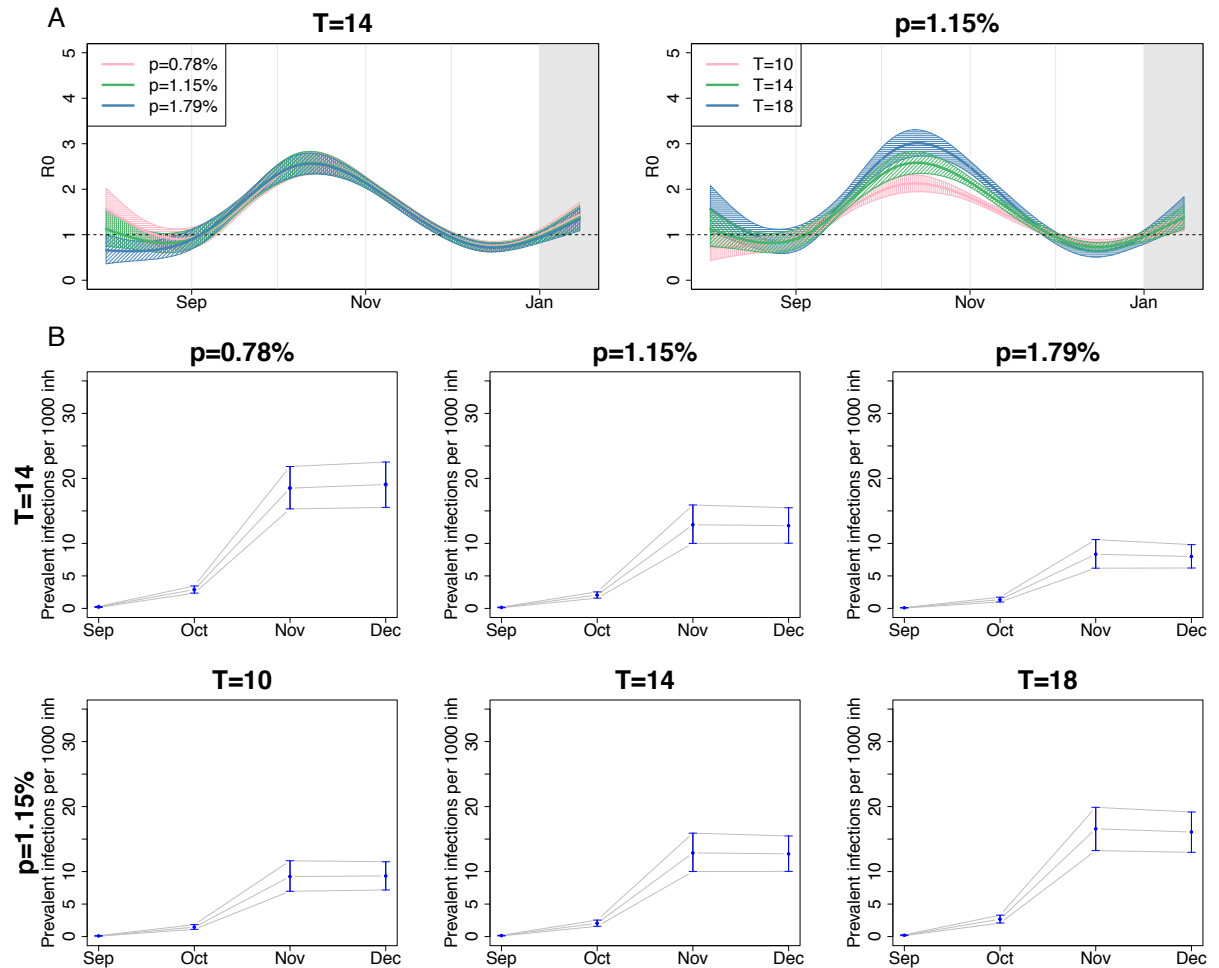 A
T=14
p=1.15%
R0
0 1 2 3 4 5
p=0.78%
p=1.15%
p=1.79%
Sep Nov Jan
R0
0 1 2 3 4 5
T=10
T=14
T=18
Sep Nov Jan
B
p=0.78%
p=1.15%
p=1.79%
T=14
Prevalent infections per 1000 inh
0 5 10 20 30
Sep Oct Nov Dec
Prevalent infections per 1000 inh
0 5 10 20 30
Sep Oct Nov Dec
Prevalent infections per 1000 inh
0 5 10 20 30
Sep Oct Nov Dec
T=10
T=14
T=18
p=1.15%
Prevalent infections per 1000 inh
0 5 10 20 30
Sep Oct Nov Dec
Prevalent infections per 1000 inh
0 5 10 20 30
Sep Oct Nov Dec
Prevalent infections per 1000 inh
0 5 10 20 30
Sep Oct Nov Dec